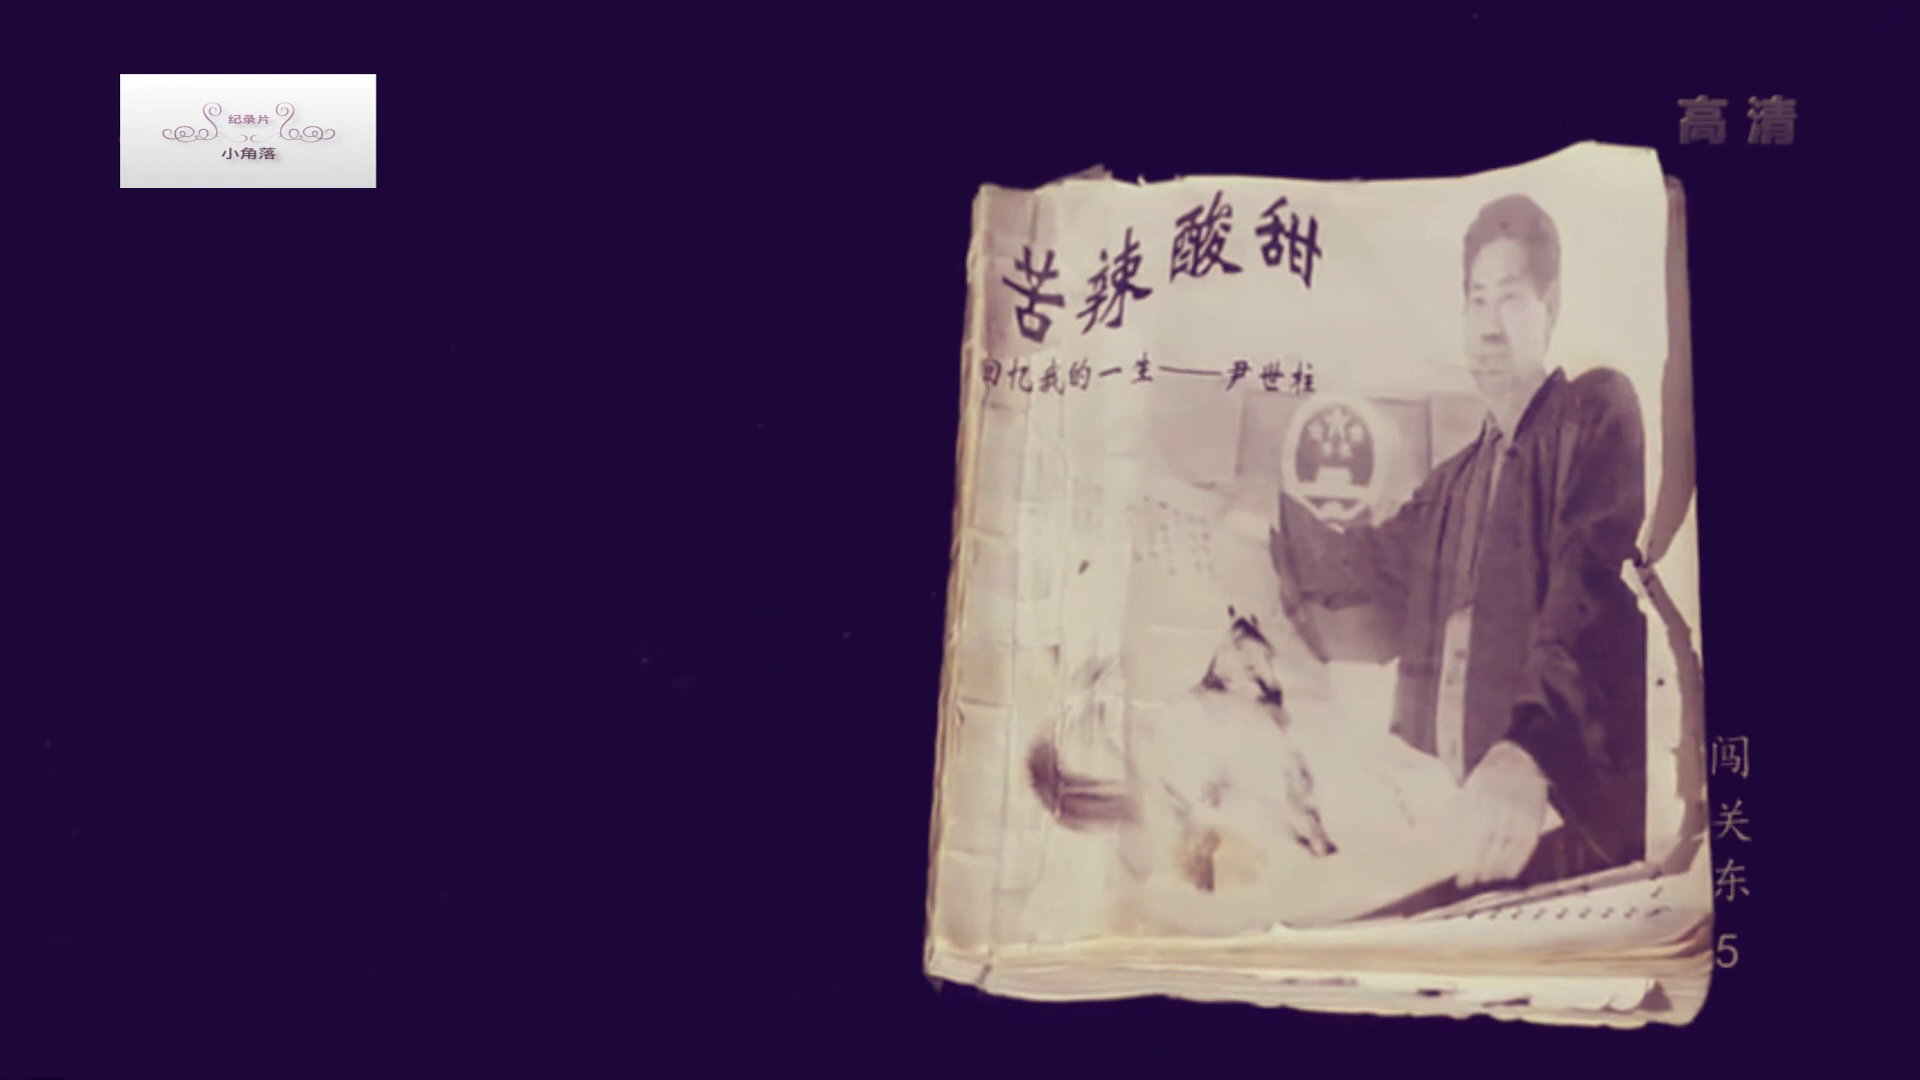 纪录片
小角落
高清
苦辣酸甜
回忆我的一生——尹世柱
闯关东5